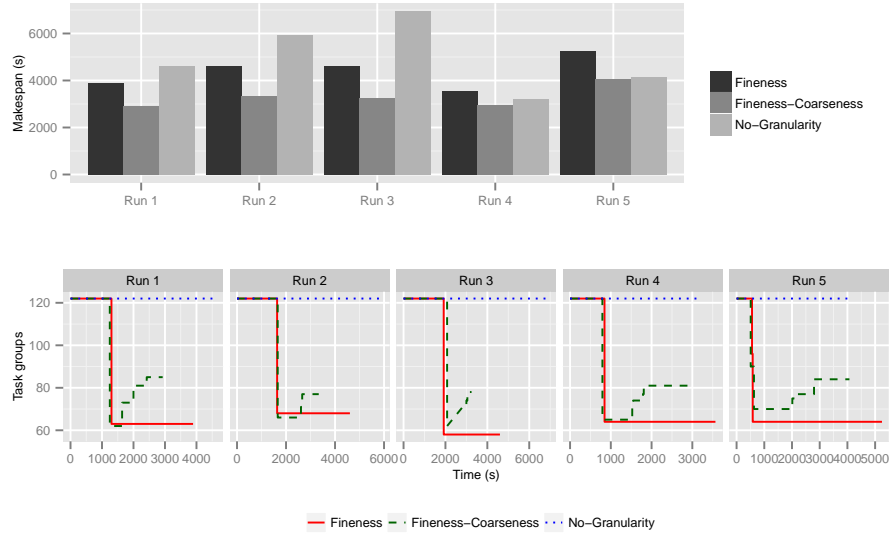 Makespan (s)
6000
4000
2000
0
Run 1
Run 2
Run 3
Run 4
Run 5
Fineness
Fineness−Coarseness
No−Granularity
Run 1
Run 2
Run 3
Run 4
Run 5
Task groups
120
100
80
60
0 1000 2000 3000 4000
0 2000 4000 6000
0 2000 4000 6000
0 1000 2000 3000
0 1000 2000 3000 4000 5000
Time (s)
Fineness
Fineness−Coarseness
No−Granularity